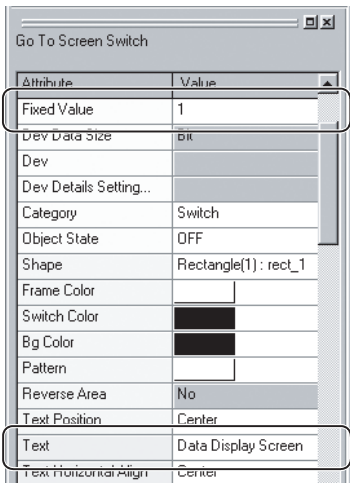 Go To Screen Switch
Attribute Value
Fixed Value 1
Dev Data Size Bit
Dev
Dev Details Setting...
Category Switch
Object State OFF
Shape Rectangle(1) : rect_1
Frame Color
Switch Color
Bg Color
Pattern
Reverse Area No
Text Position Center
Text Data Display Screen
Text Horizontal Align Center